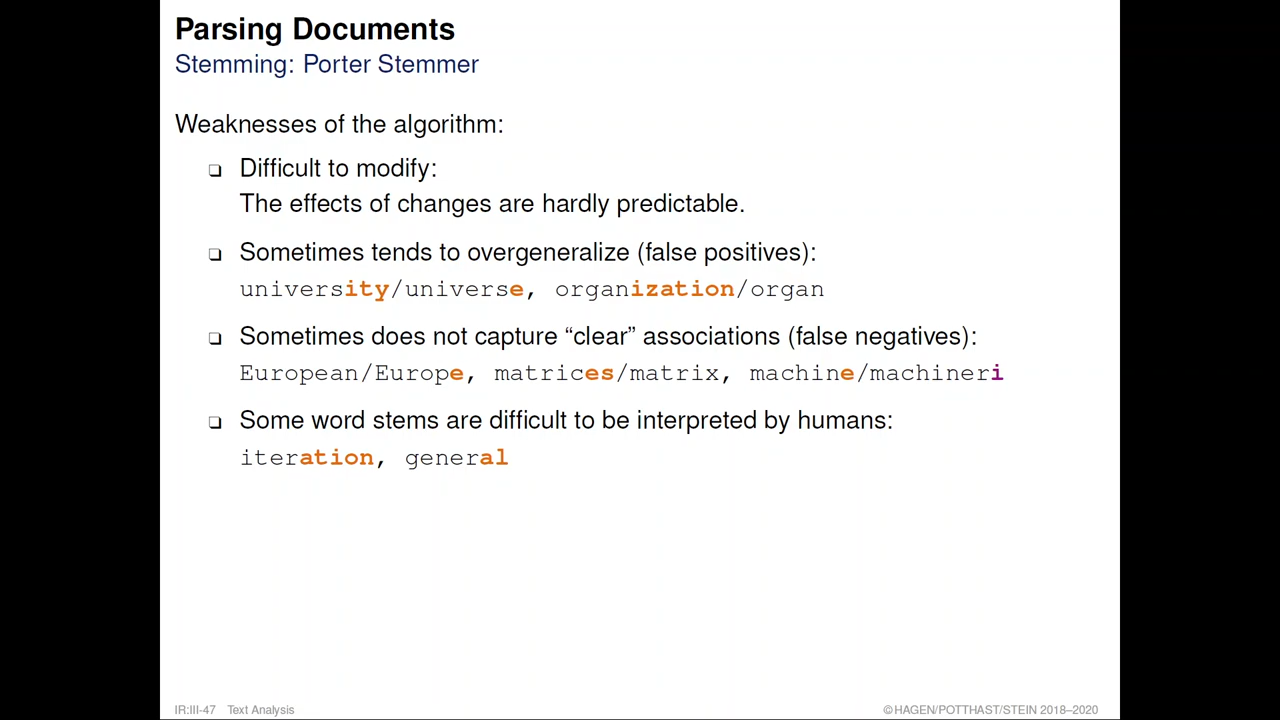 Parsing Documents
Stemming: Porter Stemmer
Weaknesses of the algorithm:
❑ Difficult to modify:
The effects of changes are hardly predictable.
❑ Sometimes tends to overgeneralize (false positives):
university/universe, organization/organ
❑ Sometimes does not capture “clear” associations (false negatives):
European/Europe, matrices/matrix, machine/machineri
❑ Some word stems are difficult to be interpreted by humans:
iteration, general
IR:III-47 Text Analysis
©HAGEN/POTTHAST/STEIN 2018–2020